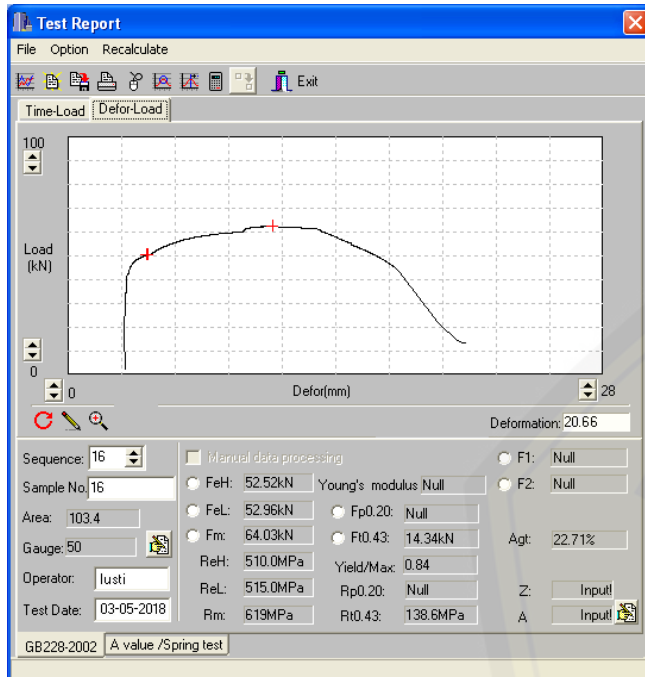 Test Report
File Option Recalculate
Exit
Time-Load Defor-Load
100
Load
(kN)
0
0 Defor(mm) 28
Deformation: 20.66
Sequence: 16
Manual data processing
F1: Null
Sample No. 16
FeH: 52.52kN
Young's modulus Null
F2: Null
Area: 103.4
FeL: 52.96kN
Fp0.20: Null
Gauge: 50
Fm: 64.03kN
Ft0.43: 14.34kN
Agt: 22.71%
ReH: 510.0MPa
Yield/Max: 0.84
Operator: lusti
ReL: 515.0MPa
Rp0.20: Null
Z: Input!
Test Date: 03-05-2018
Rm: 619MPa
Rt0.43: 138.6MPa
A Input!
GB228-2002 A value /Spring test